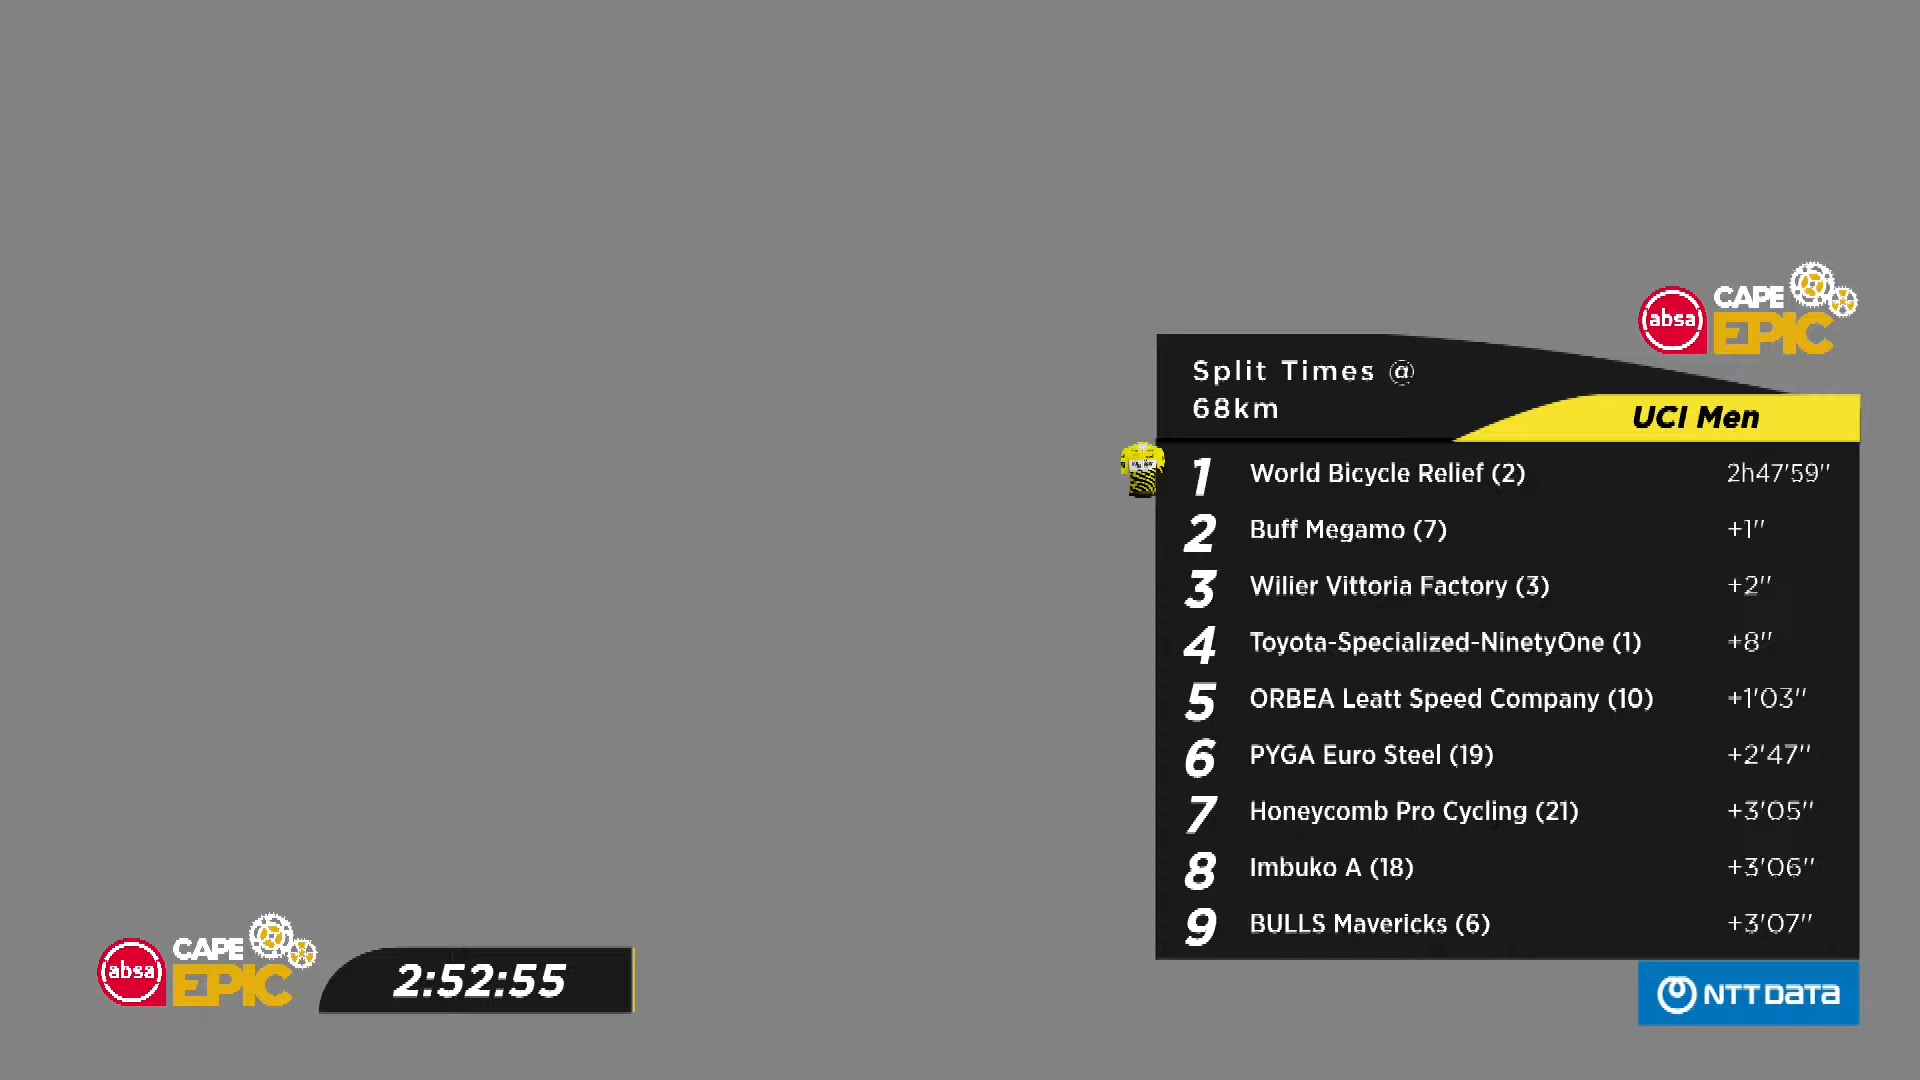 absa
CAPE
EPIC
Split Times @
68km
UCI Men
1 World Bicycle Relief (2) 2h47'59"
2 Buff Megamo (7) +1"
3 Wilier Vittoria Factory (3) +2"
4 Toyota-Specialized-NinetyOne (1) +8"
5 ORBEA Leatt Speed Company (10) +1'03"
6 PYGA Euro Steel (19) +2'47"
7 Honeycomb Pro Cycling (21) +3'05"
8 Imbuko A (18) +3'06"
9 BULLS Mavericks (6) +3'07"
absa
CAPE
EPIC
2:52:55
NTT DATA